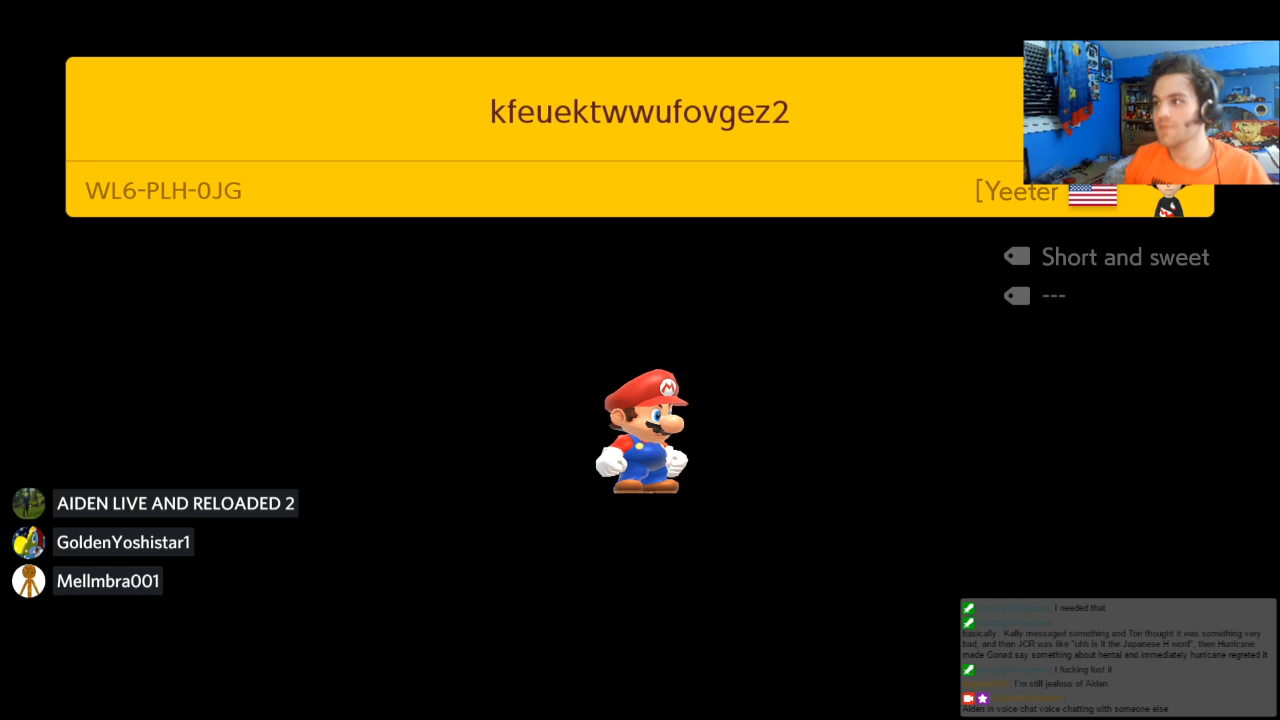 kfeuektwwufovgez2
WL6-PLH-0JG
[Yeeter
Short and sweet
---
AIDEN LIVE AND RELOADED 2
GoldenYoshistar1
Mellmbra001
I needed that
basically. Kelly messaged something and Tori thought it was something very
bad, and then JCR was like "uhh is it the Japanese H word", then Hurricane
made Gonad say something about hentai and immediately hurricane regretted it
: I fucking lost it
: I'm still jealous of Aiden
Aiden in voice chat voice chatting with someone else